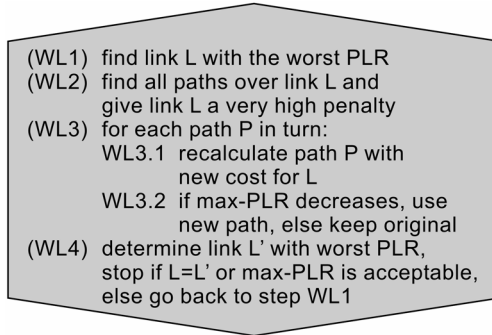 (WL1) find link L with the worst PLR
(WL2) find all paths over link L and
give link L a very high penalty
(WL3) for each path P in turn:
WL3.1 recalculate path P with
new cost for L
WL3.2 if max-PLR decreases, use
new path, else keep original
(WL4) determine link L' with worst PLR,
stop if L=L' or max-PLR is acceptable,
else go back to step WL1